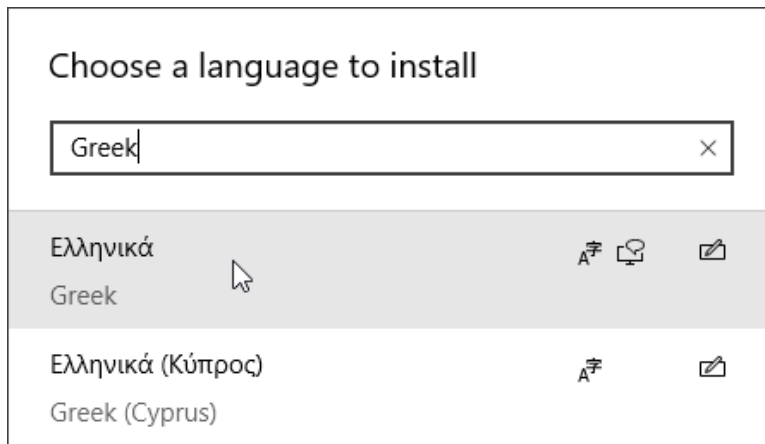 Choose a language to install
Greek
Ελληνικά
Greek
Ελληνικά (Κύπρος)
Greek (Cyprus)